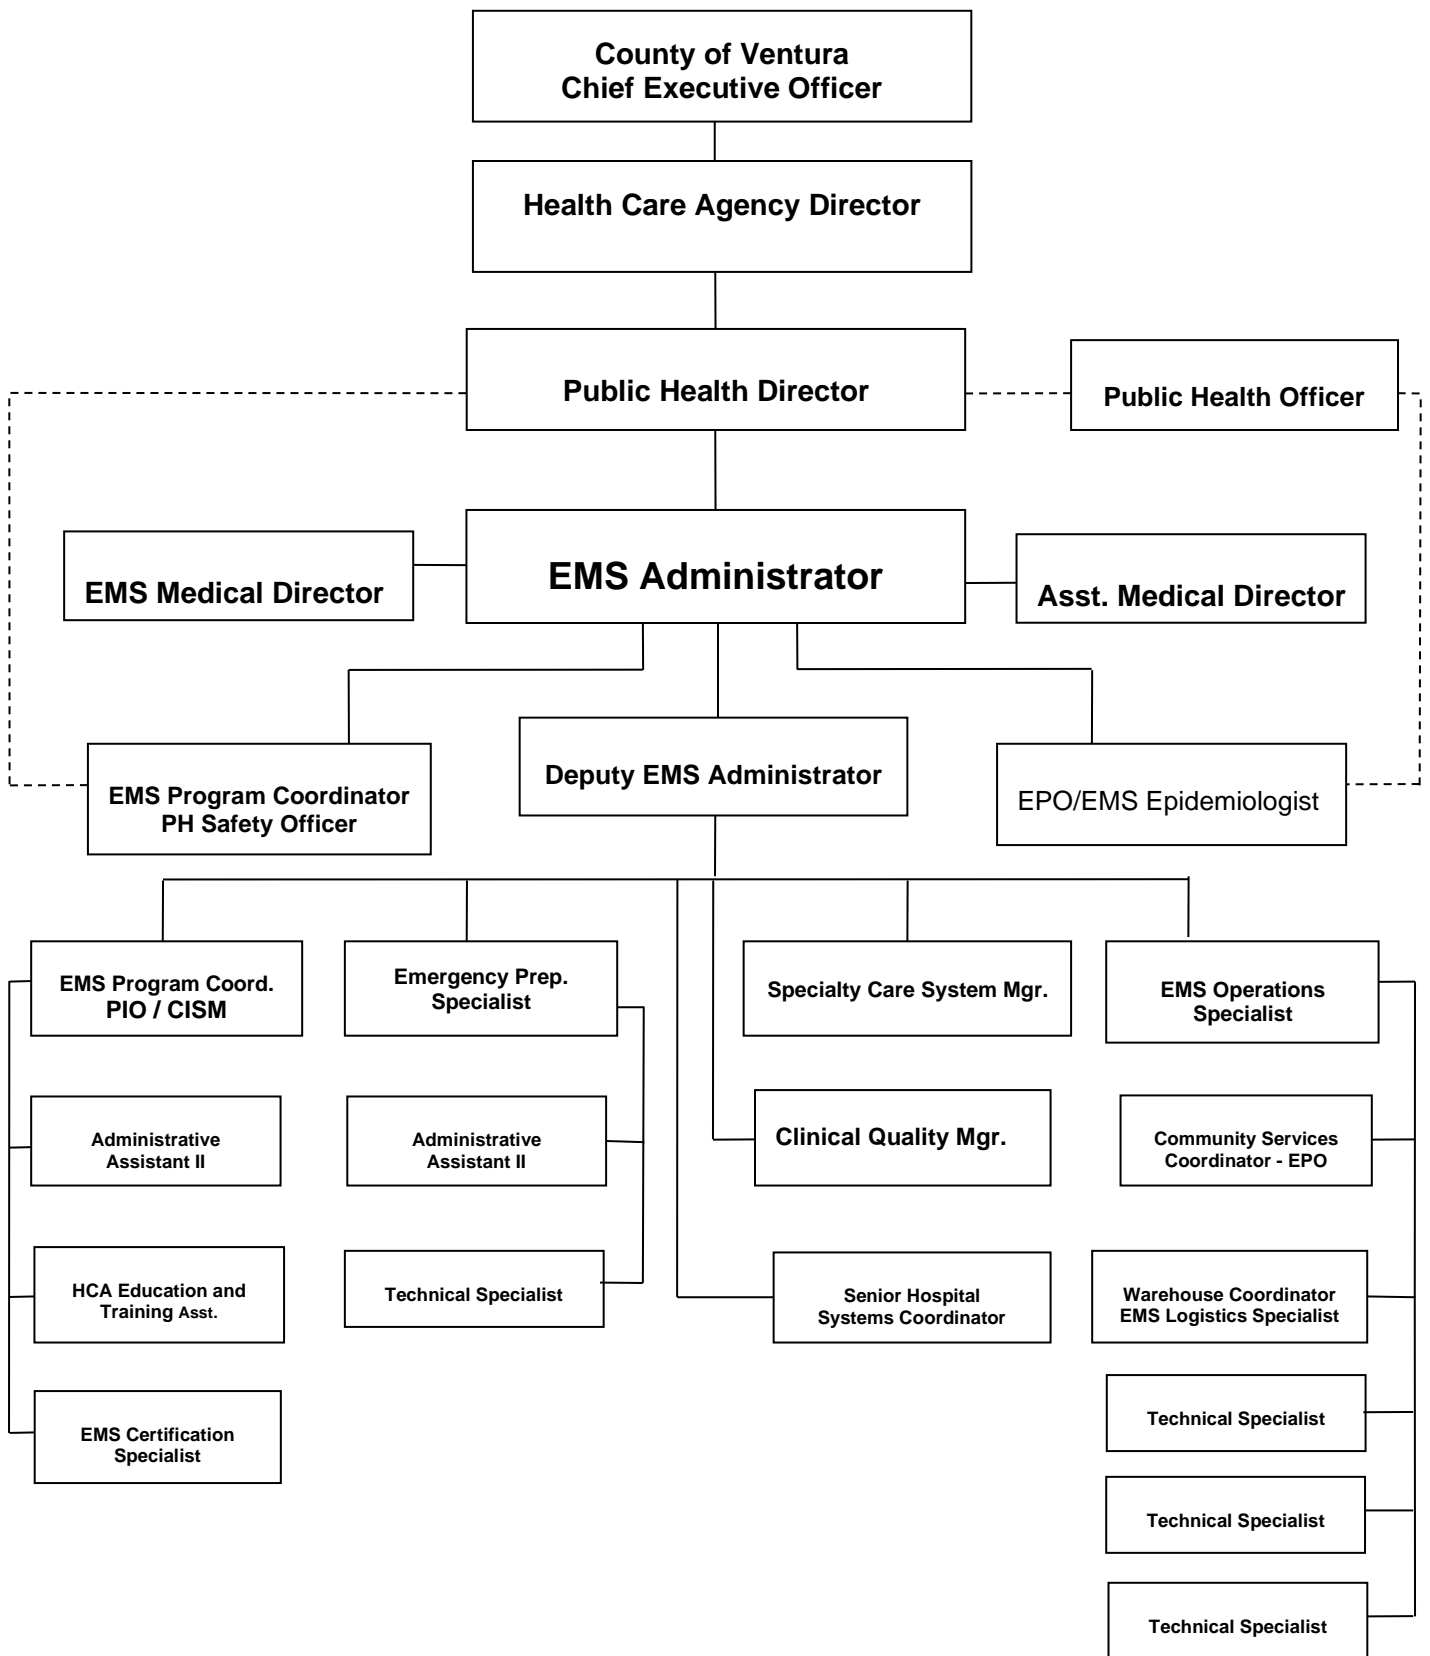 County of Ventura
Chief Executive Officer
Health Care Agency Director
Public Health Director
Public Health Officer
EMS Medical Director
EMS Administrator
Asst. Medical Director
EMS Program Coordinator
PH Safety Officer
Deputy EMS Administrator
EPO/EMS Epidemiologist
EMS Program Coord.
PIO / CISM
Emergency Prep.
Specialist
Specialty Care System Mgr.
EMS Operations
Specialist
Administrative
Assistant II
Administrative
Assistant II
Clinical Quality Mgr.
Community Services
Coordinator - EPO
HCA Education and
Training Asst.
Technical Specialist
Senior Hospital
Systems Coordinator
Warehouse Coordinator
EMS Logistics Specialist
EMS Certification
Specialist
Technical Specialist
Technical Specialist
Technical Specialist